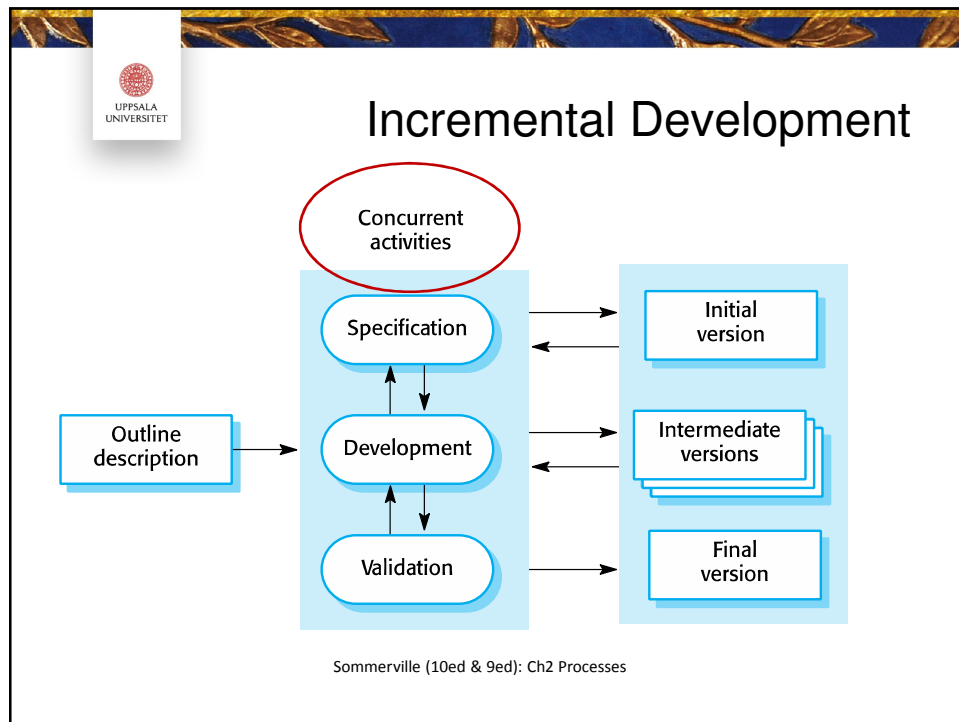 UPPSALA
UNIVERSITET
Incremental Development
Concurrent
activities
Specification
Initial
version
Outline
description
Development
Intermediate
versions
Validation
Final
version
Sommerville (10ed & 9ed): Ch2 Processes